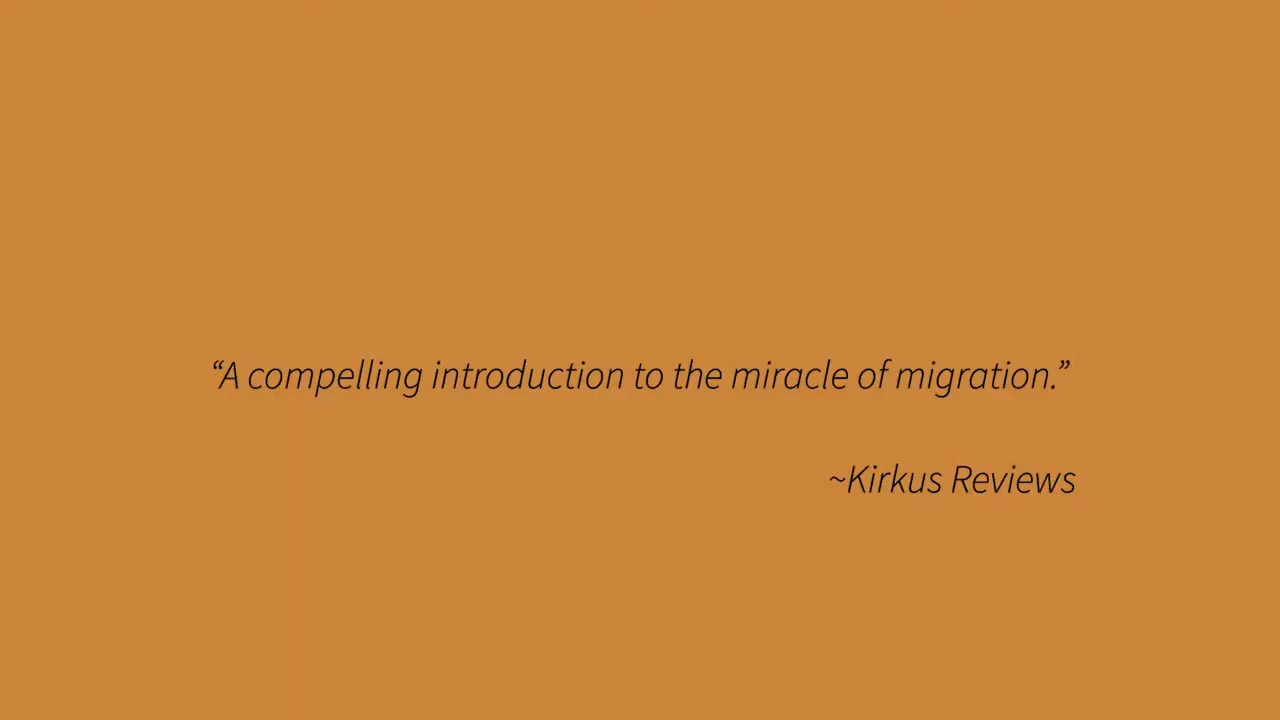 “A compelling introduction to the miracle of migration.”
~Kirkus Reviews